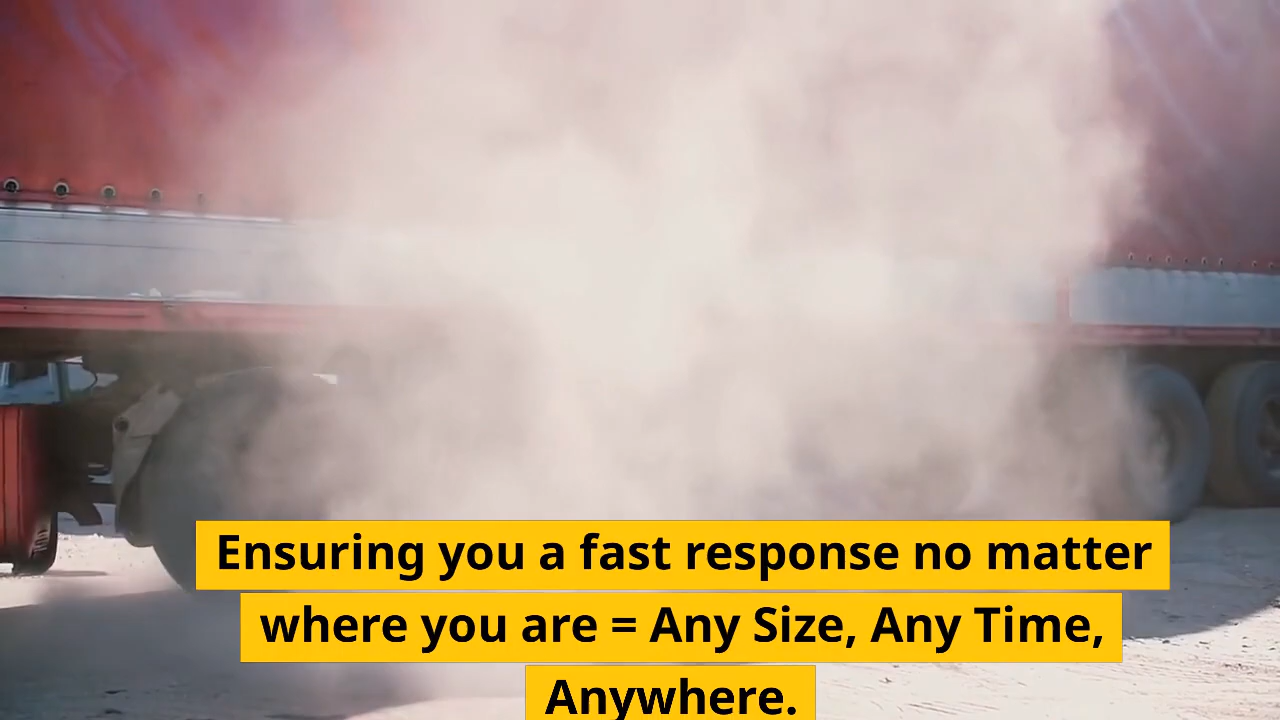 Ensuring you a fast response no matter
where you are = Any Size, Any Time,
Anywhere.